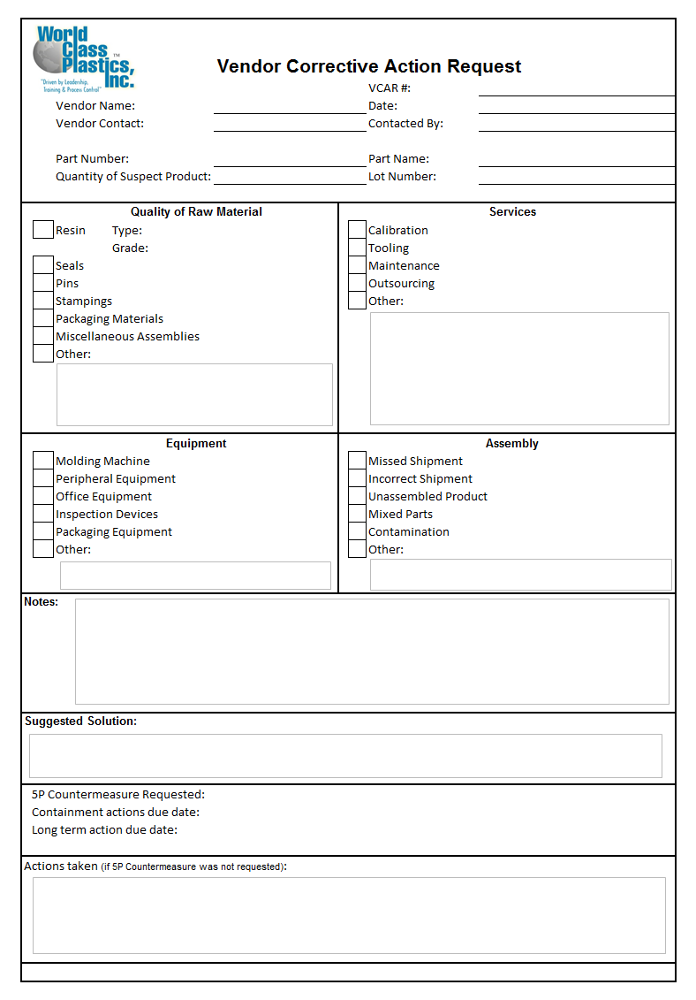 World
Class
Plastics,™
Inc.
"Driven by Leadership,
Training & Process Control"
Vendor Corrective Action Request
VCAR #:
Vendor Name: Date:
Vendor Contact: Contacted By:
Part Number: Part Name:
Quantity of Suspect Product: Lot Number:
Quality of Raw Material
Resin Type:
Grade:
Seals
Pins
Stampings
Packaging Materials
Miscellaneous Assemblies
Other:
Services
Calibration
Tooling
Maintenance
Outsourcing
Other:
Equipment
Molding Machine
Peripheral Equipment
Office Equipment
Inspection Devices
Packaging Equipment
Other:
Assembly
Missed Shipment
Incorrect Shipment
Unassembled Product
Mixed Parts
Contamination
Other:
Notes:
Suggested Solution:
5P Countermeasure Requested:
Containment actions due date:
Long term action due date:
Actions taken (if 5P Countermeasure was not requested):